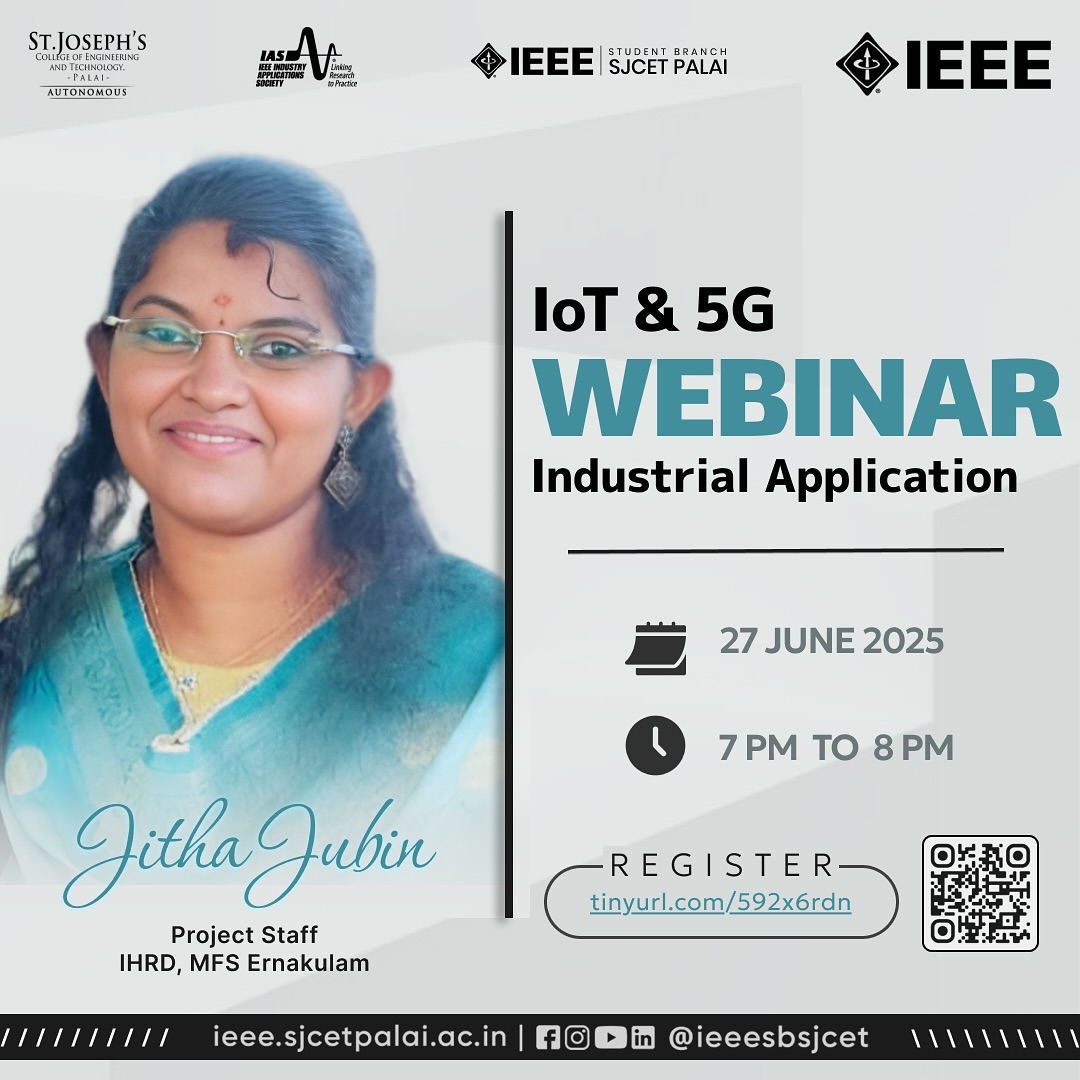 ST.JOSEPH'S
COLLEGE OF ENGINEERING
AND TECHNOLOGY,
- PALAI -
AUTONOMOUS
IAS
IEEE INDUSTRY
APPLICATIONS
SOCIETY
Linking
Research
to Practice
IEEE
STUDENT BRANCH
SJCET PALAI
IEEE
IoT & 5G
WEBINAR
Industrial Application
27 JUNE 2025
7 PM TO 8 PM
Jitha Jubin
Project Staff
IHRD, MFS Ernakulam
REGISTER
tinyurl.com/592x6rdn
ieee.sjcetpalai.ac.in | @ieeesbsjcet